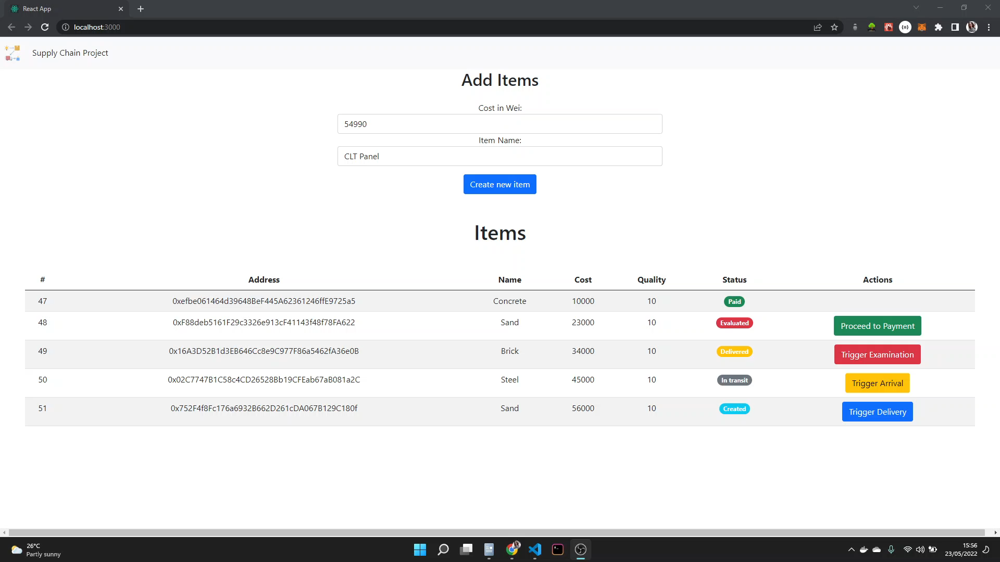 React App
localhost:3000
Supply Chain Project
Add Items
Cost in Wei:
54990
Item Name:
CLT Panel
Create new item
Items
# Address Name Cost Quality Status Actions
47 0xefbe061464d39648BeF445A62361246ffE9725a5 Concrete 10000 10 Paid
48 0xF88deb5161F29c3326e913cF41143f48f78FA622 Sand 23000 10 Evaluated Proceed to Payment
49 0x16A3D52B1d3EB646Cc8e9C977F86a5462fA36e0B Brick 34000 10 Delivered Trigger Examination
50 0x02C7747B1C58c4CD26528Bb19CFEab67aB081a2C Steel 45000 10 In transit Trigger Arrival
51 0x752F4f8Fc176a6932B662D261cDA067B129C180f Sand 56000 10 Created Trigger Delivery
26°C
Partly sunny
15:56
23/05/2022